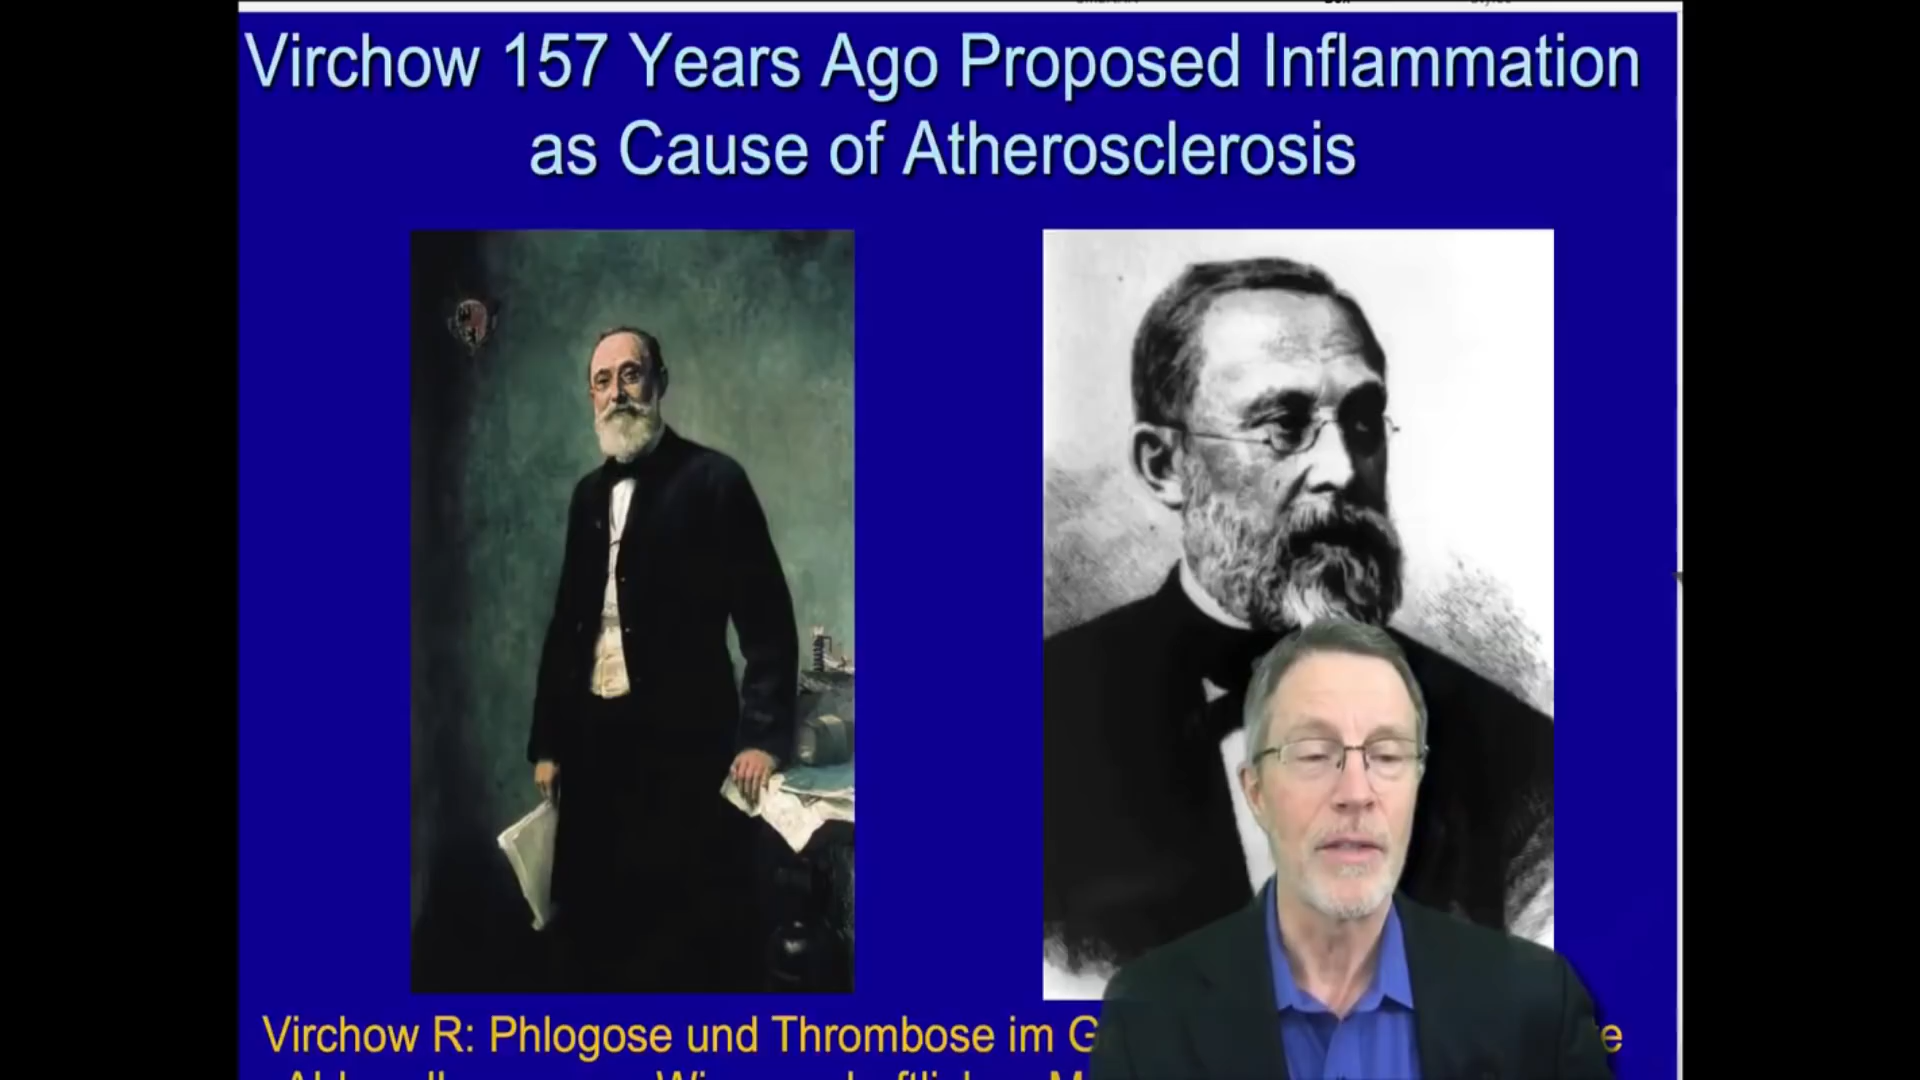 Virchow 157 Years Ago Proposed Inflammation
as Cause of Atherosclerosis
Virchow R: Phlogose und Thrombose im